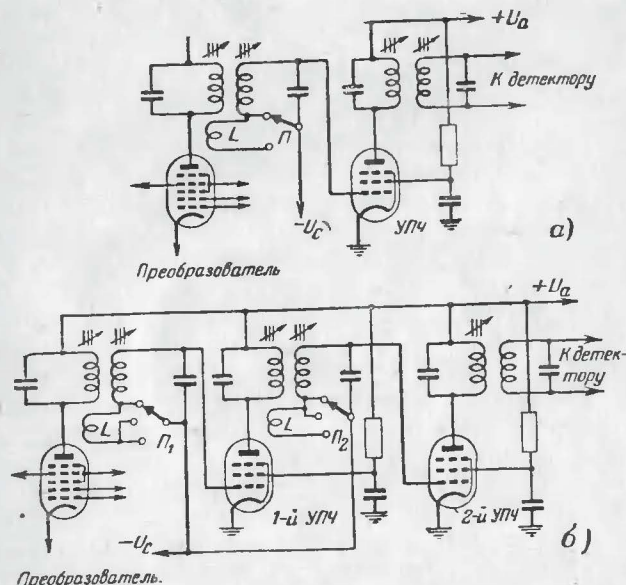 +Uа
К детектору
L
П
-Uс
УПЧ
а)
Преобразователь
+Uа
К детек-
тору
L
П₁
L
П₂
1-й УПЧ
2-й УПЧ
-Uс
б)
Преобразователь.